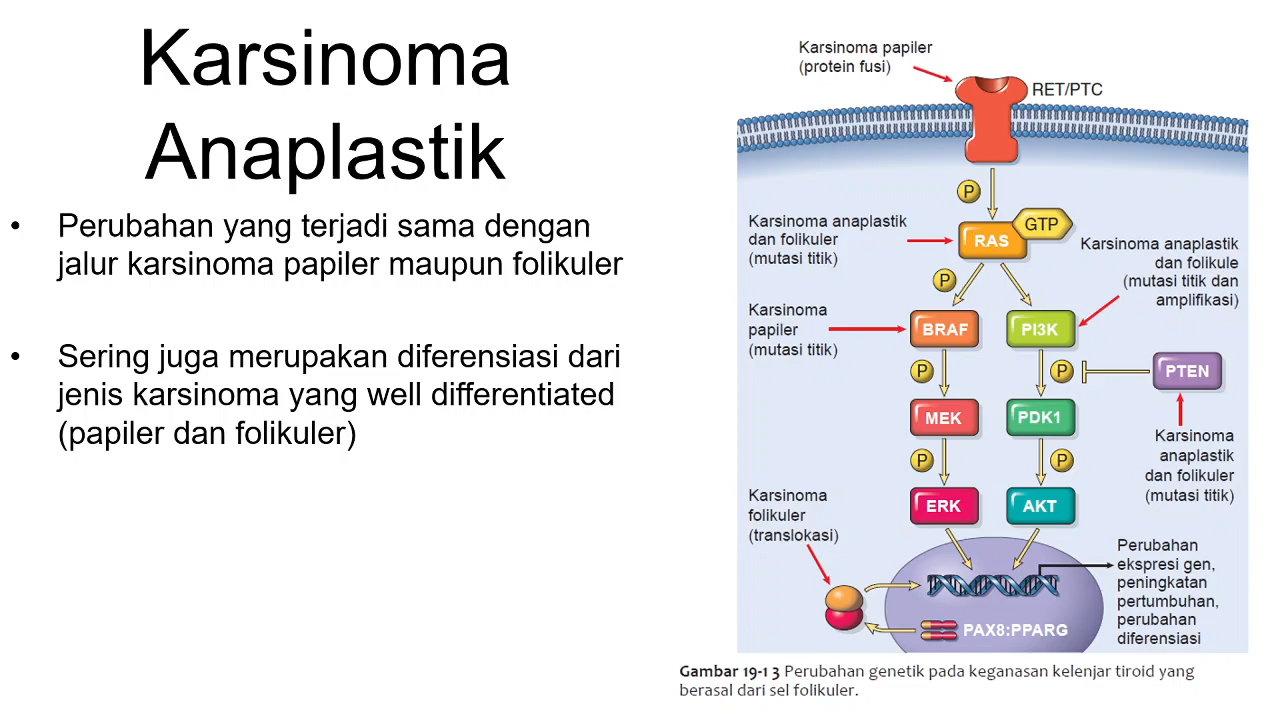 Karsinoma
Anaplastik
• Perubahan yang terjadi sama dengan
jalur karsinoma papiler maupun folikuler
• Sering juga merupakan diferensiasi dari
jenis karsinoma yang well differentiated
(papiler dan folikuler)
Karsinoma papiler
(protein fusi)
RET/PTC
P
Karsinoma anaplastik
dan folikuler
(mutasi titik)
RAS
GTP
Karsinoma anaplastik
dan folikule
(mutasi titik dan
amplifikasi)
P
Karsinoma
papiler
(mutasi titik)
BRAF
PI3K
P
P
PTEN
MEK
PDK1
Karsinoma
anaplastik
dan folikuler
(mutasi titik)
P
P
Karsinoma
folikuler
(translokasi)
ERK
AKT
Perubahan
ekspresi gen,
peningkatan
pertumbuhan,
perubahan
diferensiasi
PAX8:PPARG
Gambar 19-1 3 Perubahan genetik pada keganasan kelenjar tiroid yang
berasal dari sel folikuler.